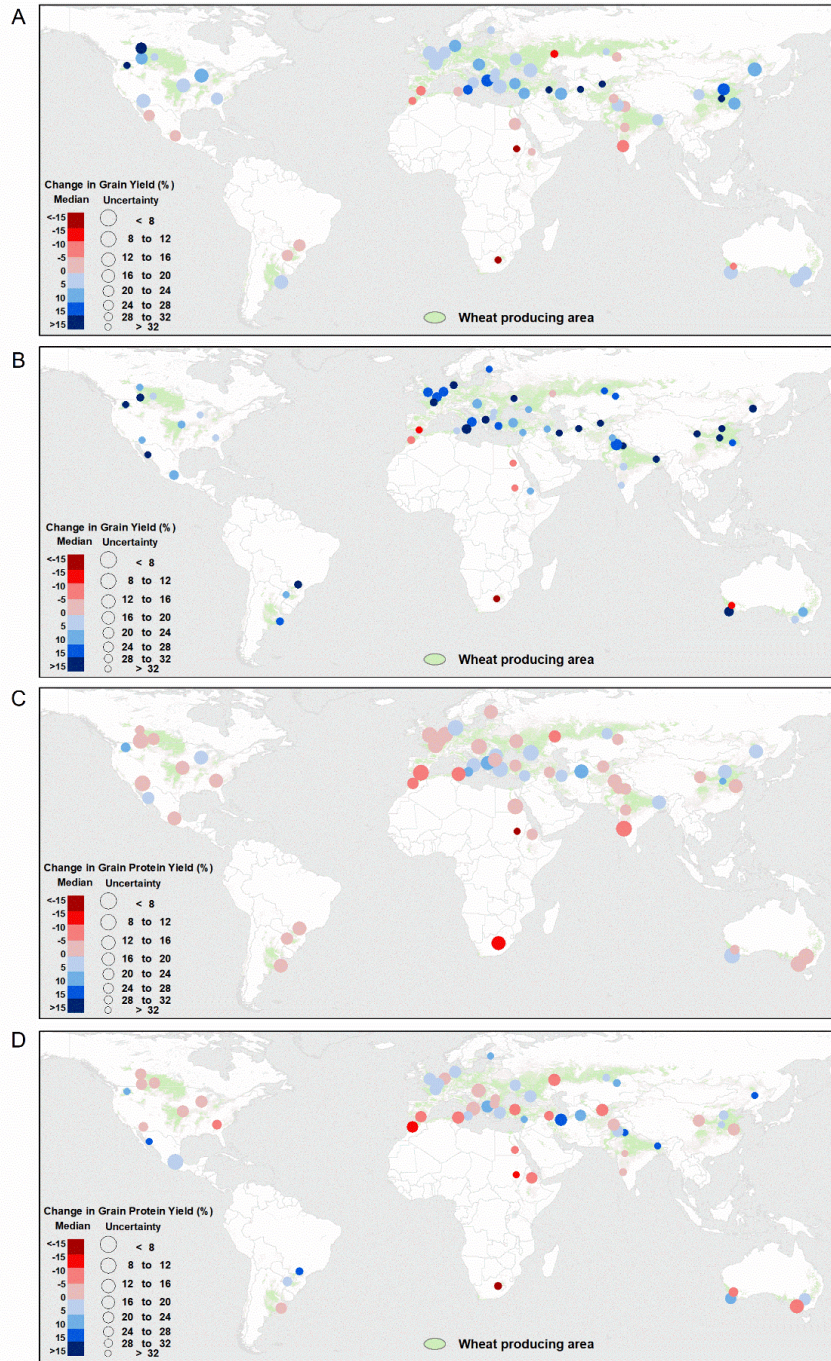 A
Change in Grain Yield (%)
Median Uncertainty
<-15 < 8
-15 8 to 12
-10 12 to 16
-5 16 to 20
0 20 to 24
5 24 to 28
10 28 to 32
15 > 32
>15
Wheat producing area
B
Change in Grain Yield (%)
Median Uncertainty
<-15 < 8
-15 8 to 12
-10 12 to 16
-5 16 to 20
0 20 to 24
5 24 to 28
10 28 to 32
15 > 32
>15
Wheat producing area
C
Change in Grain Protein Yield (%)
Median Uncertainty
<-15 < 8
-15 8 to 12
-10 12 to 16
-5 16 to 20
0 20 to 24
5 24 to 28
10 28 to 32
15 > 32
>15
D
Change in Grain Protein Yield (%)
Median Uncertainty
<-15 < 8
-15 8 to 12
-10 12 to 16
-5 16 to 20
0 20 to 24
5 24 to 28
10 28 to 32
15 > 32
>15
Wheat producing area